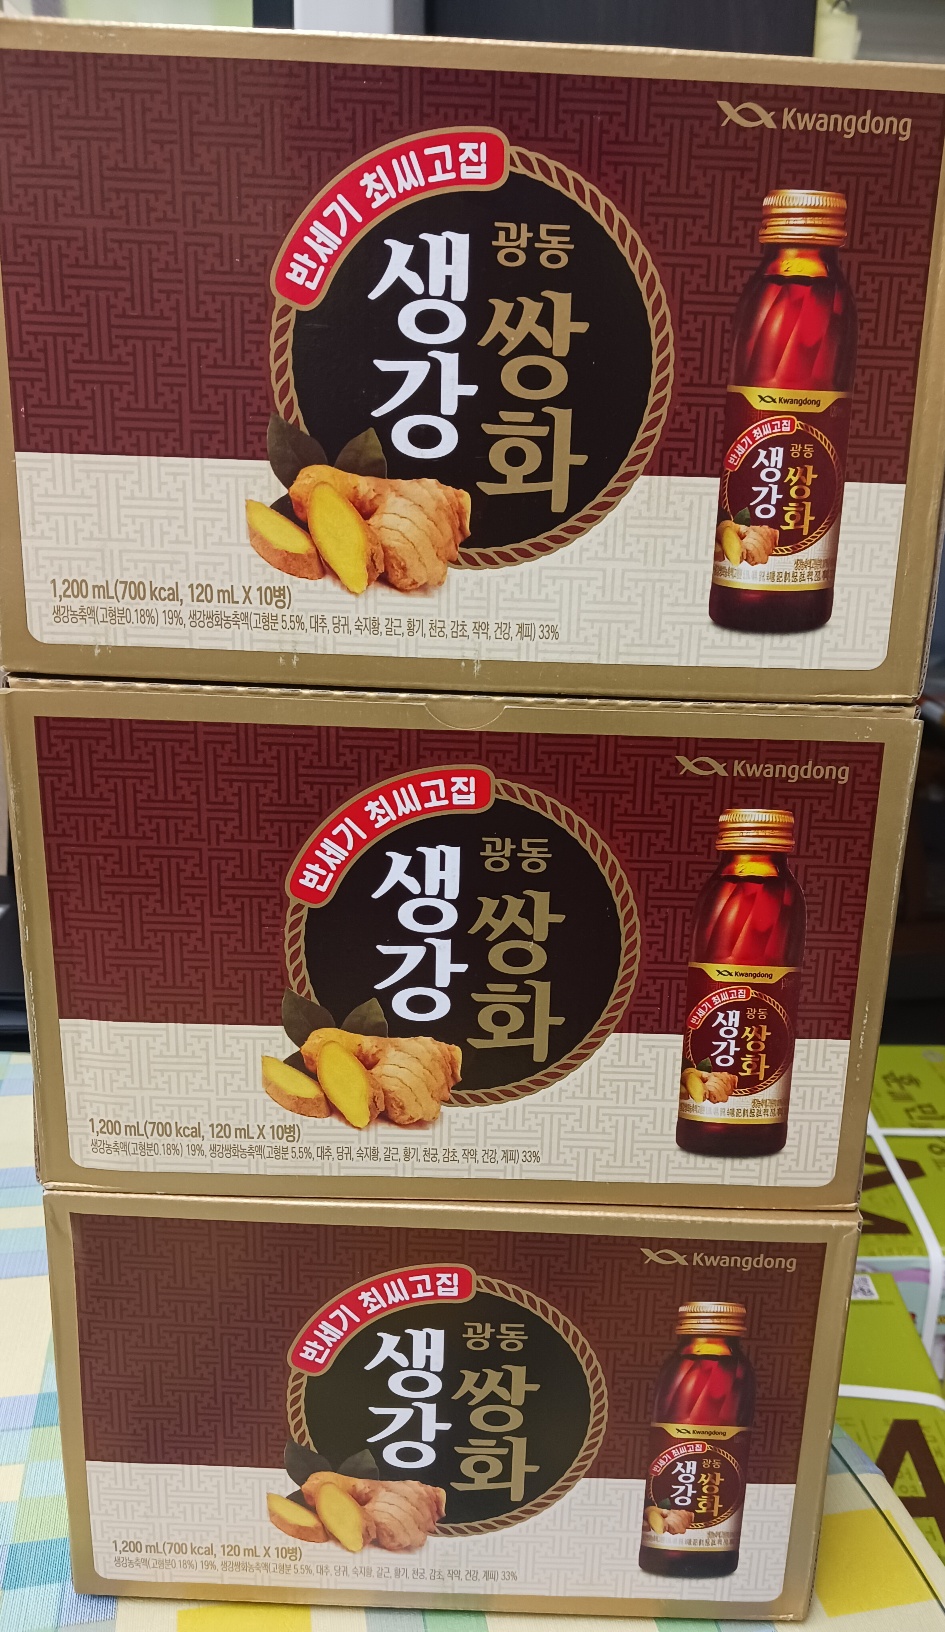 Kwangdong
반세기 최씨고집
광동
쌍화
생강
Kwangdong
반세기 최씨고집
광동
쌍화
생강
1,200 mL(700 kcal, 120 mL X 10병)
생강농축액(고형분0.18%) 19%, 생강쌍화농축액(고형분 5.5%, 대추, 당귀, 숙지황, 갈근, 황기, 천궁, 감초, 작약, 건강, 계피) 33%
Kwangdong
반세기 최씨고집
광동
쌍화
생강
Kwangdong
반세기 최씨고집
광동
쌍화
생강
1,200 mL(700 kcal, 120 mL X 10병)
생강농축액(고형분0.18%) 19%, 생강쌍화농축액(고형분 5.5%, 대추, 당귀, 숙지황, 갈근, 황기, 천궁, 감초, 작약, 건강, 계피) 33%
Kwangdong
반세기 최씨고집
광동
쌍화
생강
Kwangdong
반세기 최씨고집
광동
쌍화
생강
1,200 mL(700 kcal, 120 mL X 10병)
생강농축액(고형분0.18%) 19%, 생강쌍화농축액(고형분 5.5%, 대추, 당귀, 숙지황, 갈근, 황기, 천궁, 감초, 작약, 건강, 계피) 33%